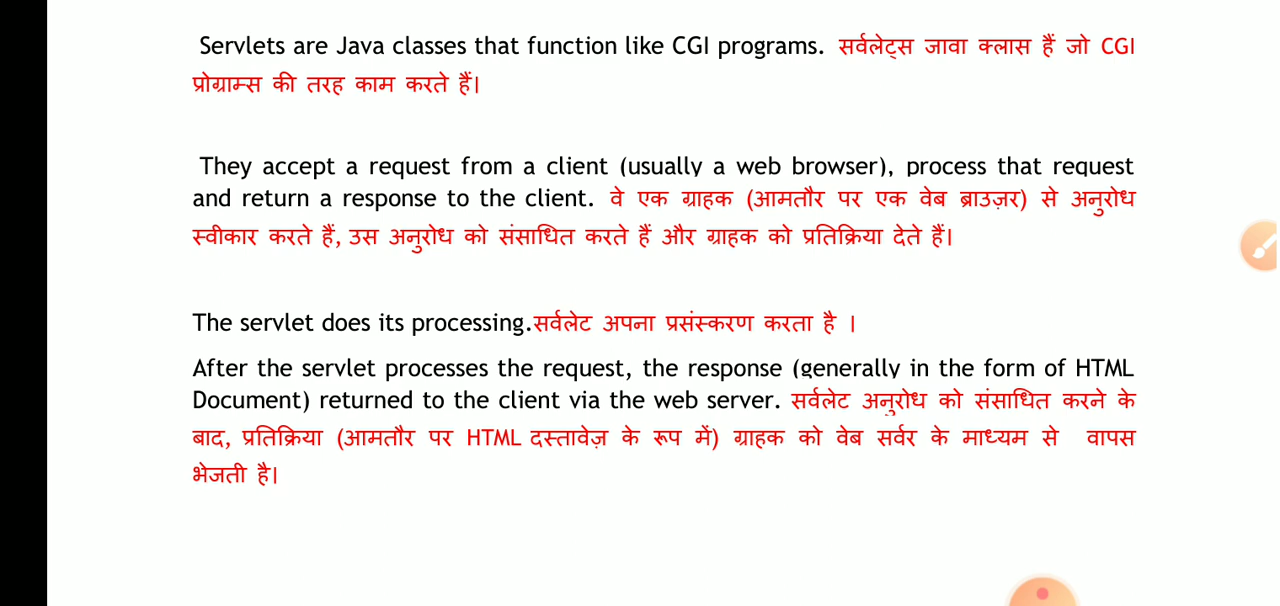 Servlets are Java classes that function like CGI programs. सर्वलेट्स जावा क्लास हैं जो CGI
प्रोग्राम्स की तरह काम करते हैं।
They accept a request from a client (usually a web browser), process that request
and return a response to the client. वे एक ग्राहक (आमतौर पर एक वेब ब्राउज़र) से अनुरोध
स्वीकार करते हैं, उस अनुरोध को संसाधित करते हैं और ग्राहक को प्रतिक्रिया देते हैं।
The servlet does its processing.सर्वलेट अपना प्रसंस्करण करता है ।
After the servlet processes the request, the response (generally in the form of HTML
Document) returned to the client via the web server. सर्वलेट अनुरोध को संसाधित करने के
बाद, प्रतिक्रिया (आमतौर पर HTML दस्तावेज़ के रूप में) ग्राहक को वेब सर्वर के माध्यम से वापस
भेजती है।